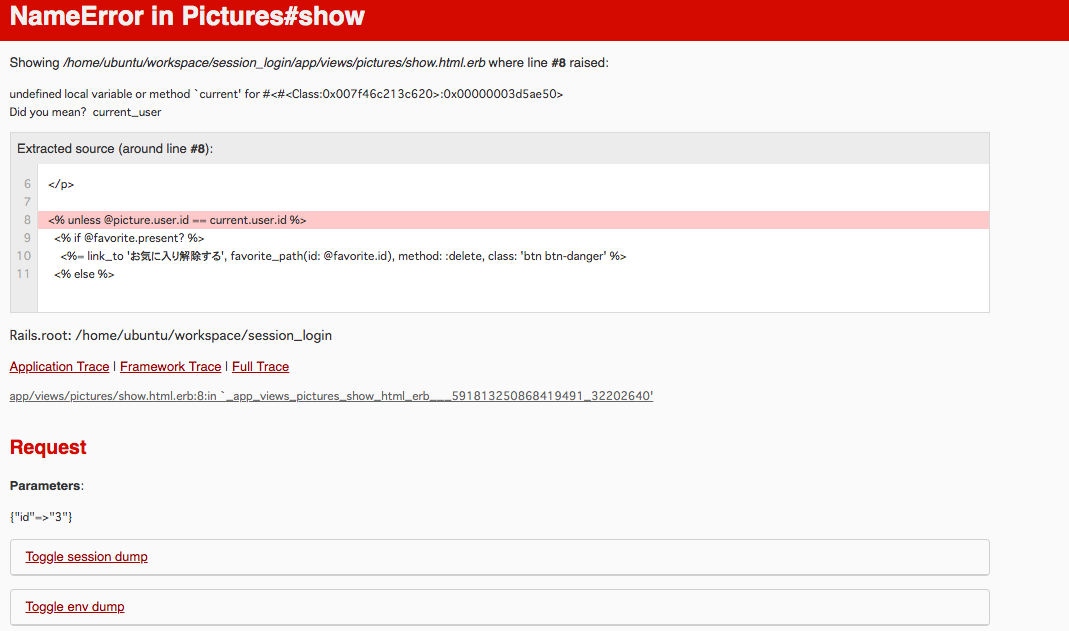 NameError in Pictures#show
Showing /home/ubuntu/workspace/session_login/app/views/pictures/show.html.erb where line #8 raised:
undefined local variable or method `current' for #<#<Class:0x007f46c213c620>:0x00000003d5ae50>
Did you mean?  current_user
Extracted source (around line #8):
6 </p>
7
8 <% unless @picture.user.id == current.user.id %>
9 <% if @favorite.present? %>
10 <%= link_to 'お気に入り解除する', favorite_path(id: @favorite.id), method: :delete, class: 'btn btn-danger' %>
11 <% else %>
Rails.root: /home/ubuntu/workspace/session_login
Application Trace | Framework Trace | Full Trace
app/views/pictures/show.html.erb:8:in `_app_views_pictures_show_html_erb___591813250868419491_32202640'
Request
Parameters:
{"id"=>"3"}
Toggle session dump
Toggle env dump